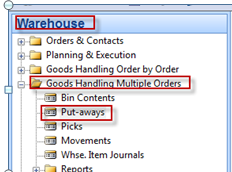 Warehouse
Orders & Contacts
Planning & Execution
Goods Handling Order by Order
Goods Handling Multiple Orders
Bin Contents
Put-aways
Picks
Movements
Whse. Item Journals
Reports